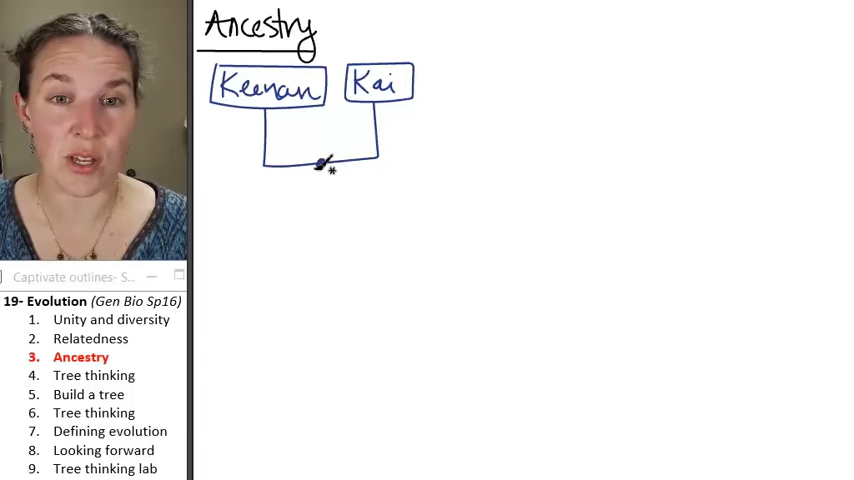 Ancestry
Keenan Kai
Captivate outlines- S...
19- Evolution (Gen Bio Sp16)
1. Unity and diversity
2. Relatedness
3. Ancestry
4. Tree thinking
5. Build a tree
6. Tree thinking
7. Defining evolution
8. Looking forward
9. Tree thinking lab